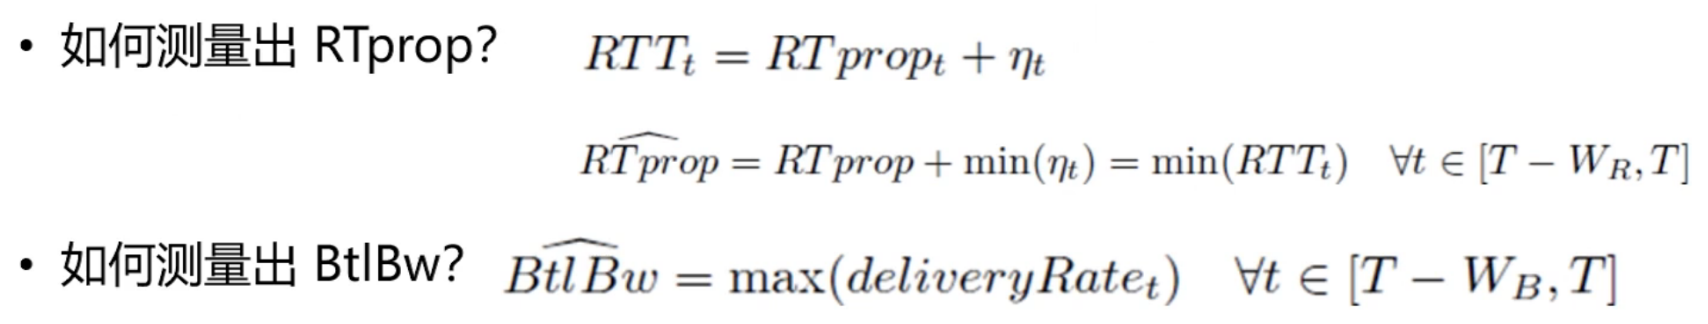 • 如何测量出 RTprop? $RTT_t = RTprop_t + \eta_t$
$\widehat{RTprop} = RTprop + \min(\eta_t) = \min(RTT_t) \quad \forall t \in [T - W_R, T]$
• 如何测量出 BtlBw? $\widehat{BtlBw} = \max(deliveryRate_t) \quad \forall t \in [T - W_B, T]$